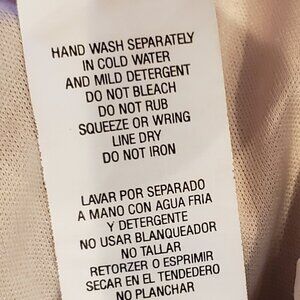 HAND WASH SEPARATELY
IN COLD WATER
AND MILD DETERGENT
DO NOT BLEACH
DO NOT RUB
SQUEEZE OR WRING
LINE DRY
DO NOT IRON
LAVAR POR SEPARADO
A MANO CON AGUA FRIA
Y DETERGENTE
NO USAR BLANQUEADOR
NO TALLAR
RETORZER O ESPRIMIR
SECAR EN EL TENDEDERO
NO PLANCHAR